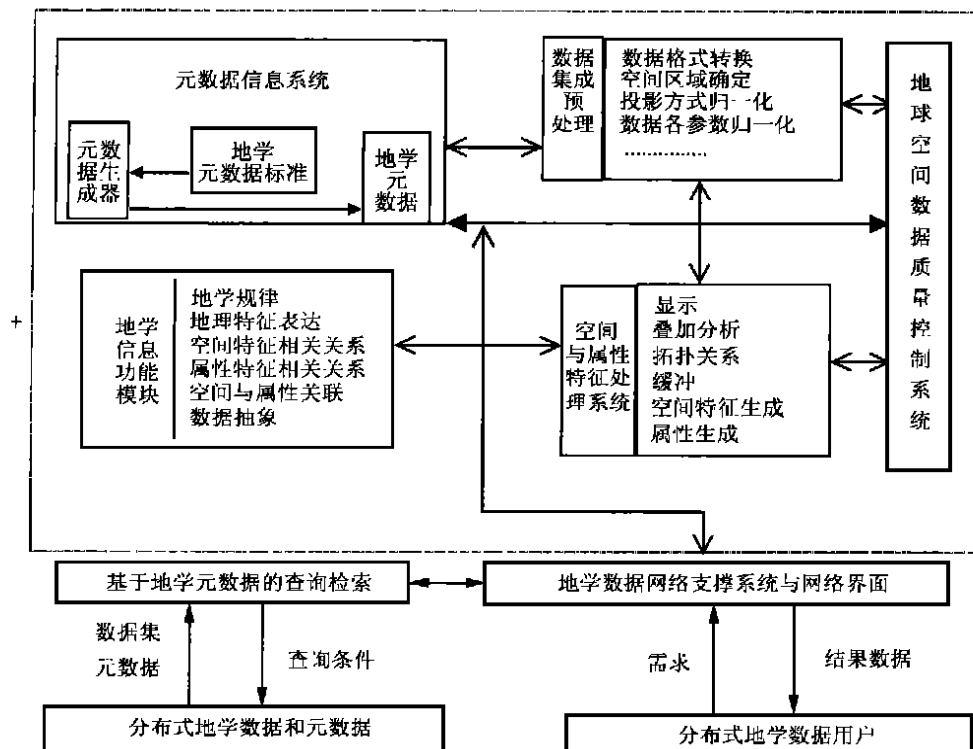 元数据信息系统
元数
据生
成器
地学
元数据标准
地学
元
数据
数据
集成
预
处理
数据格式转换
空间区域确定
投影方式归一化
数据各参数归一化
..............
地球空间数据质量控制系统
+
地学
信息
功能
模块
地学规律
地理特征表达
空间特征相关关系
属性特征相关关系
空间与属性关联
数据抽象
空间
与属性
特征处
理系统
显示
叠加分析
拓扑关系
缓冲
空间特征生成
属性生成
基于地学元数据的查询检索
地学数据网络支撑系统与网络界面
数据集
元数据
查询条件
需求
结果数据
分布式地学数据和元数据
分布式地学数据用户